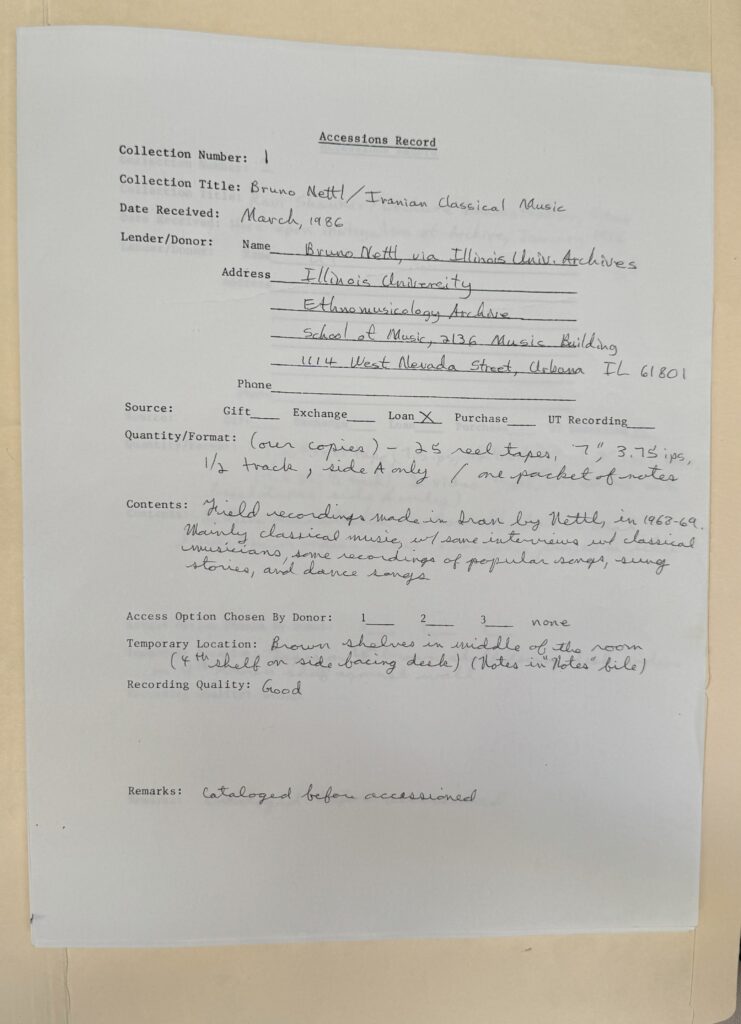 Accessions Record
Collection Number: 1
Collection Title: Bruno Nettl/Iranian Classical Music
Date Received: March, 1986
Lender/Donor: Name Bruno Nettl, via Illinois Univ. Archives
Address Illinois University
Ethnomusicology Archive
School of Music, 2136 Music Building
1114 West Nevada Street, Urbana IL 61801
Phone
Source: Gift Exchange Loan X Purchase UT Recording
Quantity/Format: (our copies) - 25 reel tapes, 7", 3.75 ips,
1/2 track, side A only / one packet of notes
Contents: Field recordings made in Iran by Nettl, in 1968-69.
Mainly classical music, w/ some interviews w/ classical
musicians, some recordings of popular songs, sung
stories, and dance songs
Access Option Chosen By Donor: 1___ 2___ 3___ none
Temporary Location: Brown shelves in middle of the room
(4th shelf on side facing desk) (Notes in "Notes" file)
Recording Quality: Good
Remarks: Cataloged before accessioned